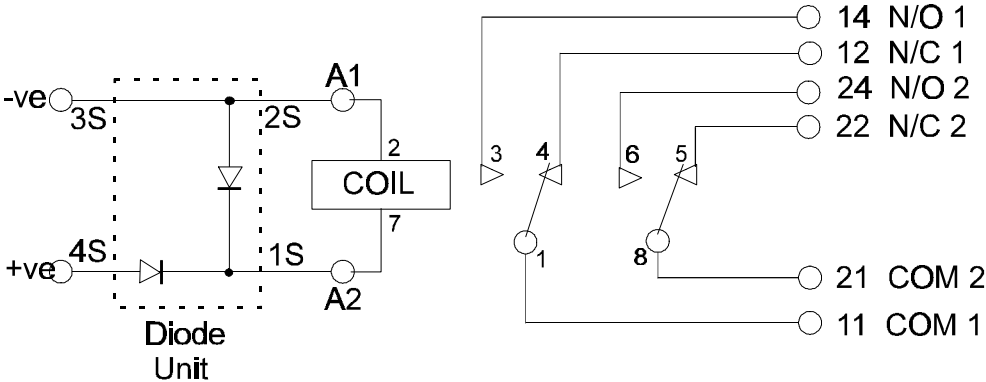 14 N/O 1
12 N/C 1
24 N/O 2
22 N/C 2
A1
-ve
3S
2S
2
COIL
7
3
4
6
5
4S
1S
+ve
A2
1
8
21 COM 2
11 COM 1
Diode
Unit